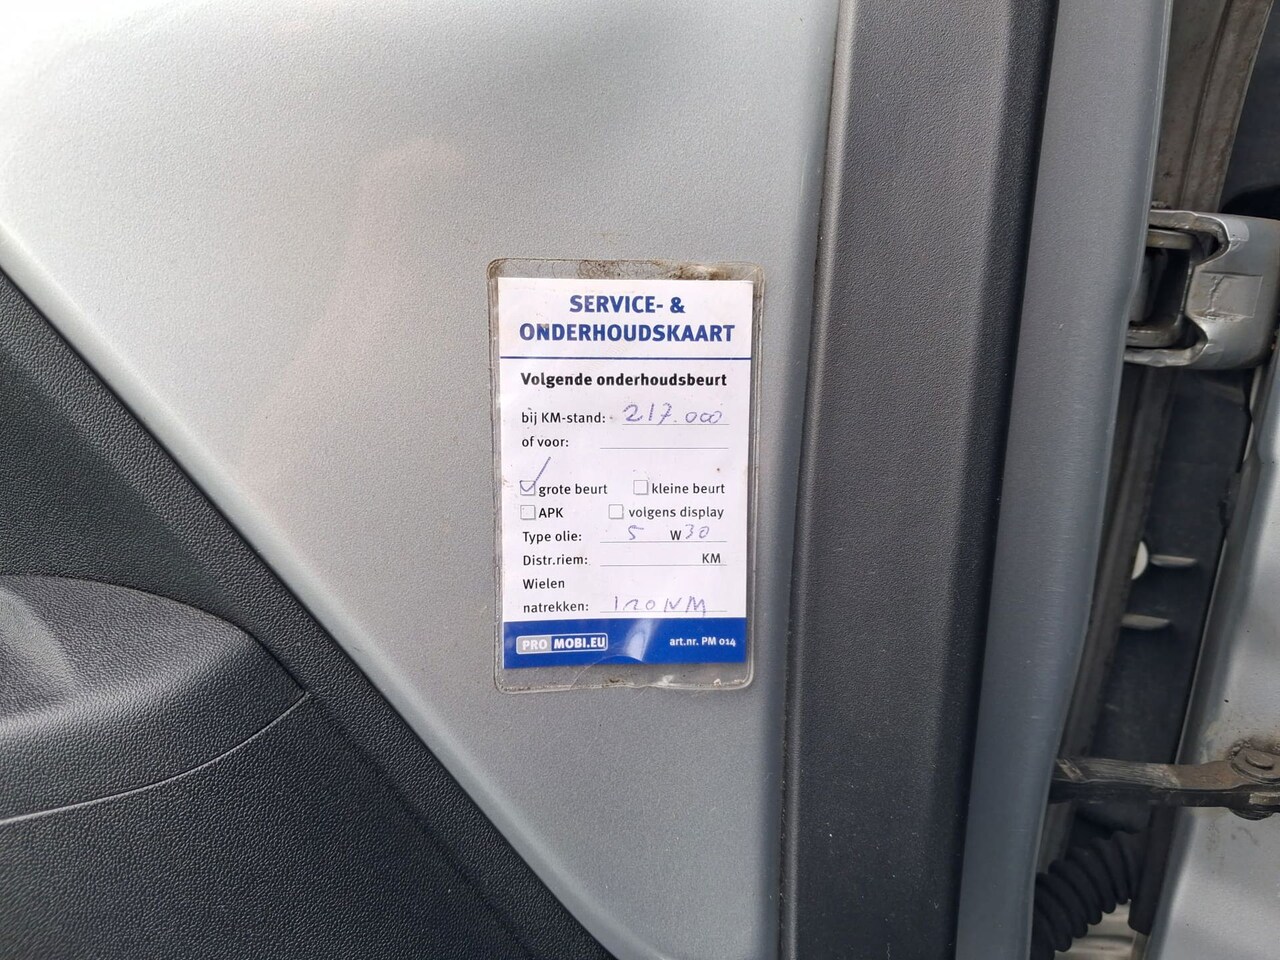 SERVICE- &
ONDERHOUDSKAART
Volgende onderhoudsbeurt
bij KM-stand: 217.000
of voor:
grote beurt kleine beurt
APK volgens display
Type olie: 5 W 30
Distr.riem: KM
Wielen
natrekken: 120 NM
PRO MOBI.EU art.nr. PM 014